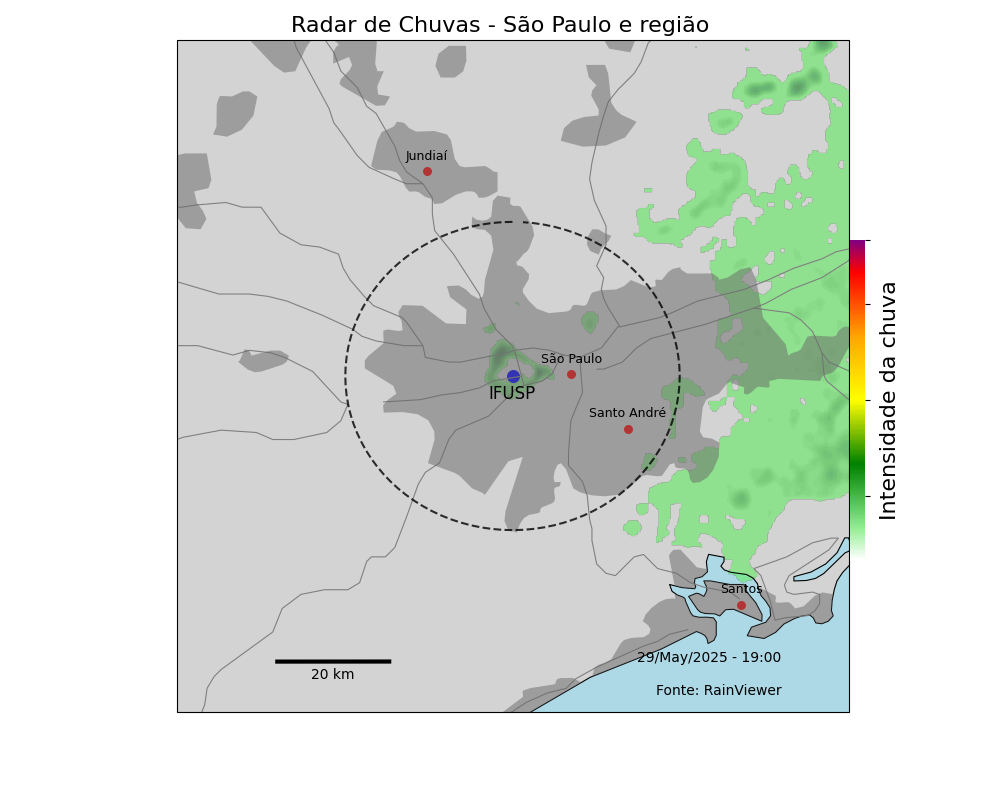 Radar de Chuvas - São Paulo e região
Jundiaí
São Paulo
IFUSP
Santo André
Intensidade da chuva
Santos
29/May/2025 - 19:00
20 km
Fonte: RainViewer